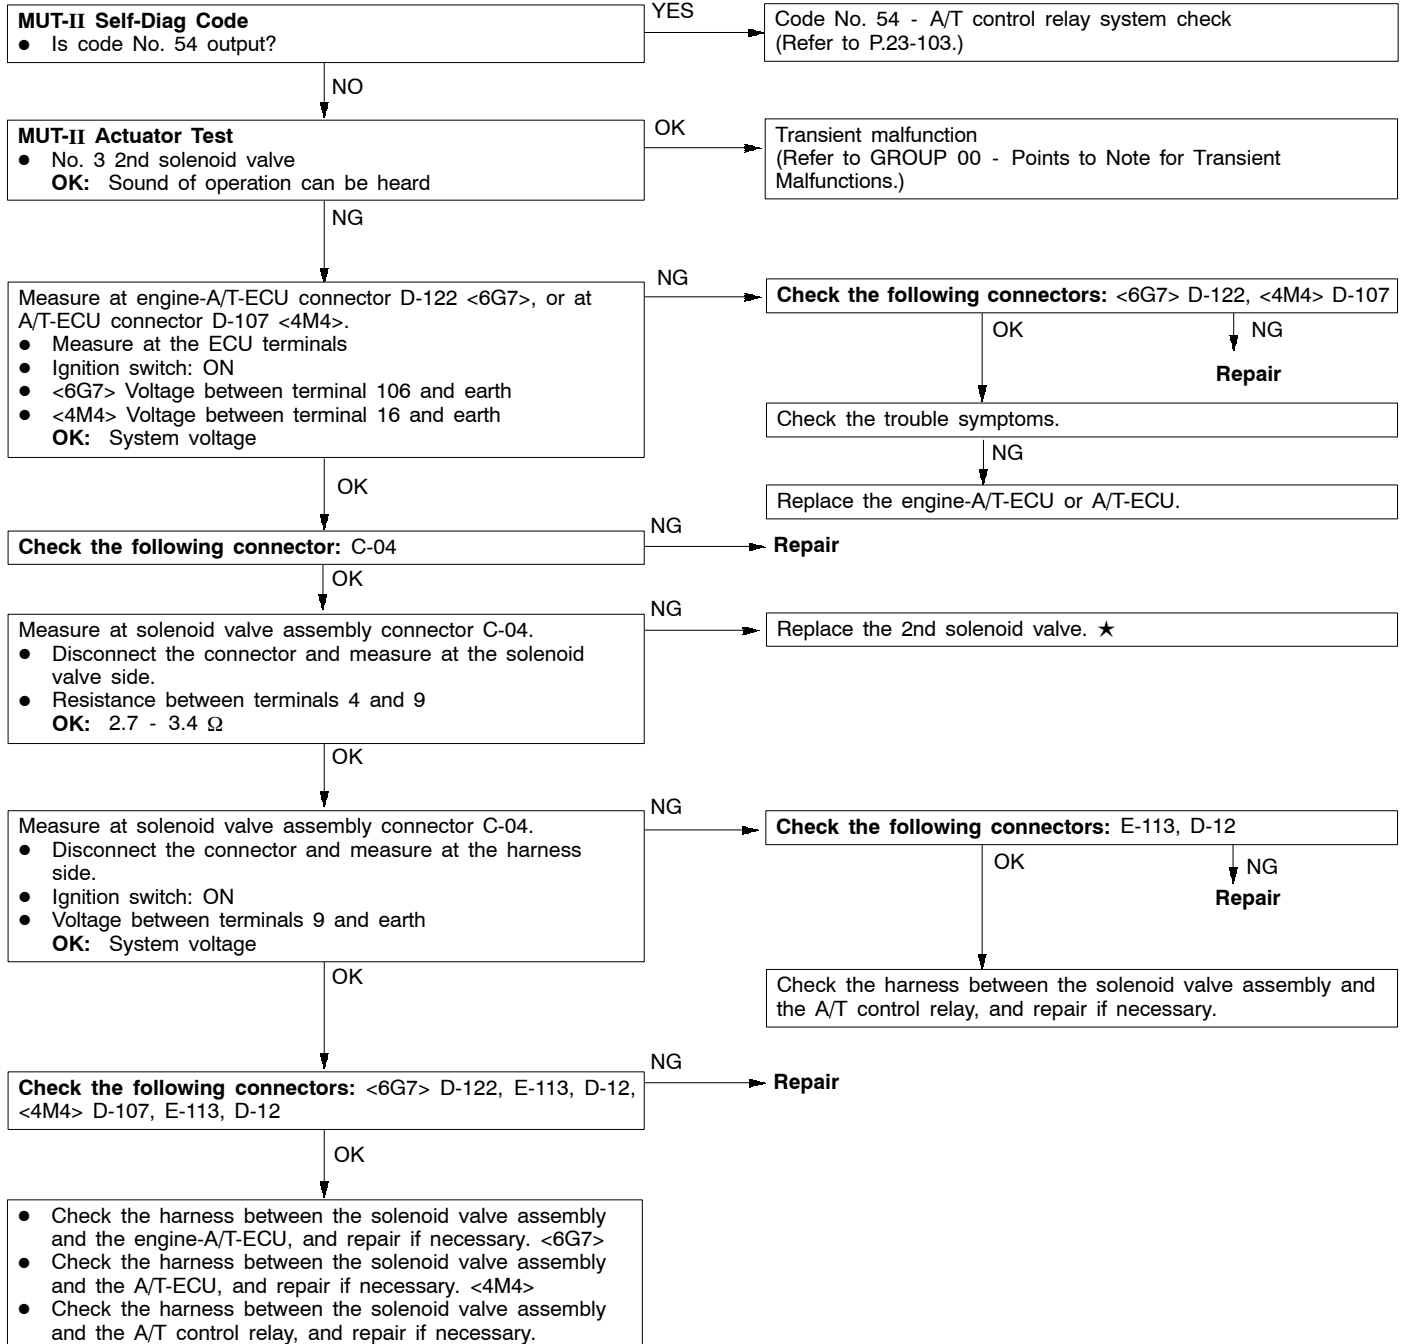 MUT-II Self-Diag Code
● Is code No. 54 output?
YES
Code No. 54 - A/T control relay system check
(Refer to P.23-103.)
NO
MUT-II Actuator Test
● No. 3 2nd solenoid valve
OK: Sound of operation can be heard
OK
Transient malfunction
(Refer to GROUP 00 - Points to Note for Transient
Malfunctions.)
NG
Measure at engine-A/T-ECU connector D-122 <6G7>, or at
A/T-ECU connector D-107 <4M4>.
● Measure at the ECU terminals
● Ignition switch: ON
● <6G7> Voltage between terminal 106 and earth
● <4M4> Voltage between terminal 16 and earth
OK: System voltage
NG
Check the following connectors: <6G7> D-122, <4M4> D-107
OK
NG
Repair
Check the trouble symptoms.
NG
Replace the engine-A/T-ECU or A/T-ECU.
OK
Check the following connector: C-04
NG
Repair
OK
Measure at solenoid valve assembly connector C-04.
● Disconnect the connector and measure at the solenoid
valve side.
● Resistance between terminals 4 and 9
OK: 2.7 - 3.4 Ω
NG
Replace the 2nd solenoid valve. ★
OK
Measure at solenoid valve assembly connector C-04.
● Disconnect the connector and measure at the harness
side.
● Ignition switch: ON
● Voltage between terminals 9 and earth
OK: System voltage
NG
Check the following connectors: E-113, D-12
OK
NG
Repair
Check the harness between the solenoid valve assembly and
the A/T control relay, and repair if necessary.
OK
Check the following connectors: <6G7> D-122, E-113, D-12,
<4M4> D-107, E-113, D-12
NG
Repair
OK
● Check the harness between the solenoid valve assembly
and the engine-A/T-ECU, and repair if necessary. <6G7>
● Check the harness between the solenoid valve assembly
and the A/T-ECU, and repair if necessary. <4M4>
● Check the harness between the solenoid valve assembly
and the A/T control relay, and repair if necessary.